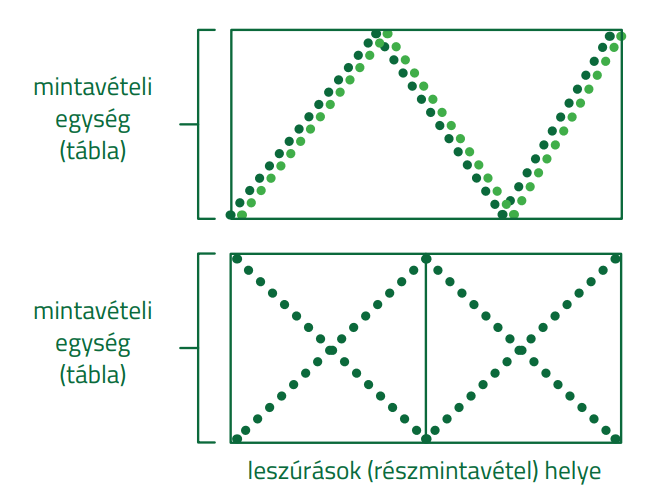 mintavételi
egység
(tábla)
mintavételi
egység
(tábla)
leszúrások (részmintavétel) helye